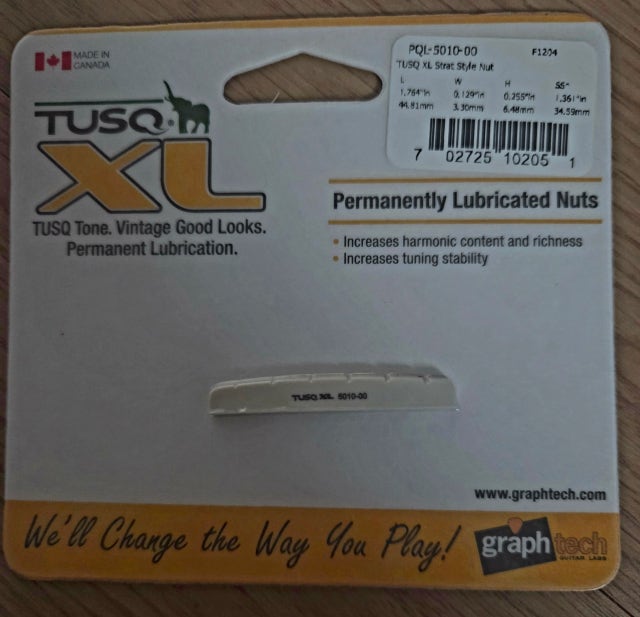 MADE IN
CANADA
TUSQ®
XL
TUSQ Tone. Vintage Good Looks.
Permanent Lubrication.
PQL-5010-00 F1204
TUSQ XL Strat Style Nut
L W H SS-
1.764"in 0.129"in 0.255"in 1.361"in
44.81mm 3.30mm 6.48mm 34.59mm
7 02725 10205 1
Permanently Lubricated Nuts
• Increases harmonic content and richness
• Increases tuning stability
TUSQ XL 5010-00
www.graphtech.com
We'll Change the Way You Play!
graphtech
GUITAR LABS